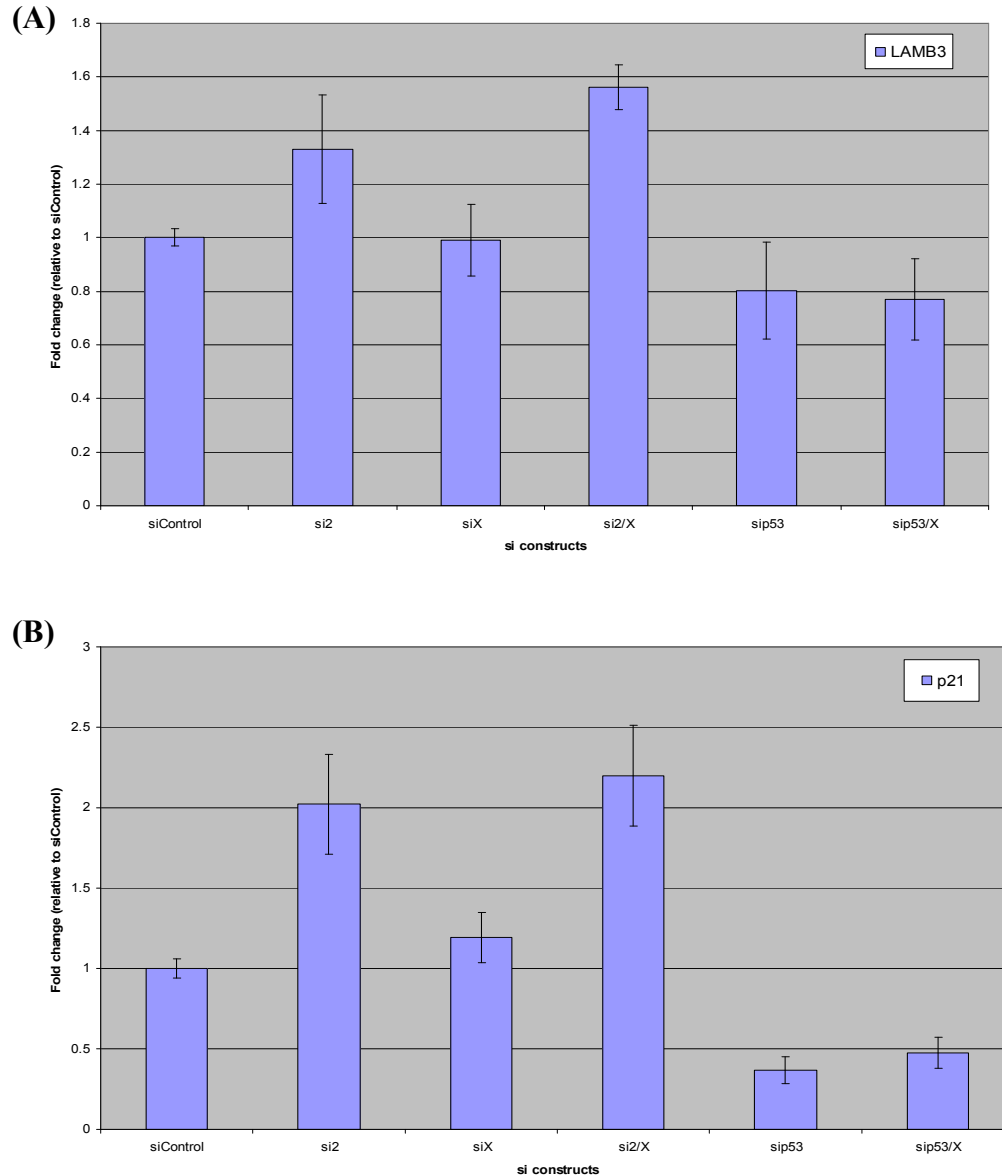 (A)
LAMB3
Fold change (relative to siControl)
1.8
1.6
1.4
1.2
1
0.8
0.6
0.4
0.2
0
siControl si2 siX si2/X sip53 sip53/X
si constructs
(B)
p21
Fold change (relative to siControl)
3
2.5
2
1.5
1
0.5
0
siControl si2 siX si2/X sip53 sip53/X
si constructs